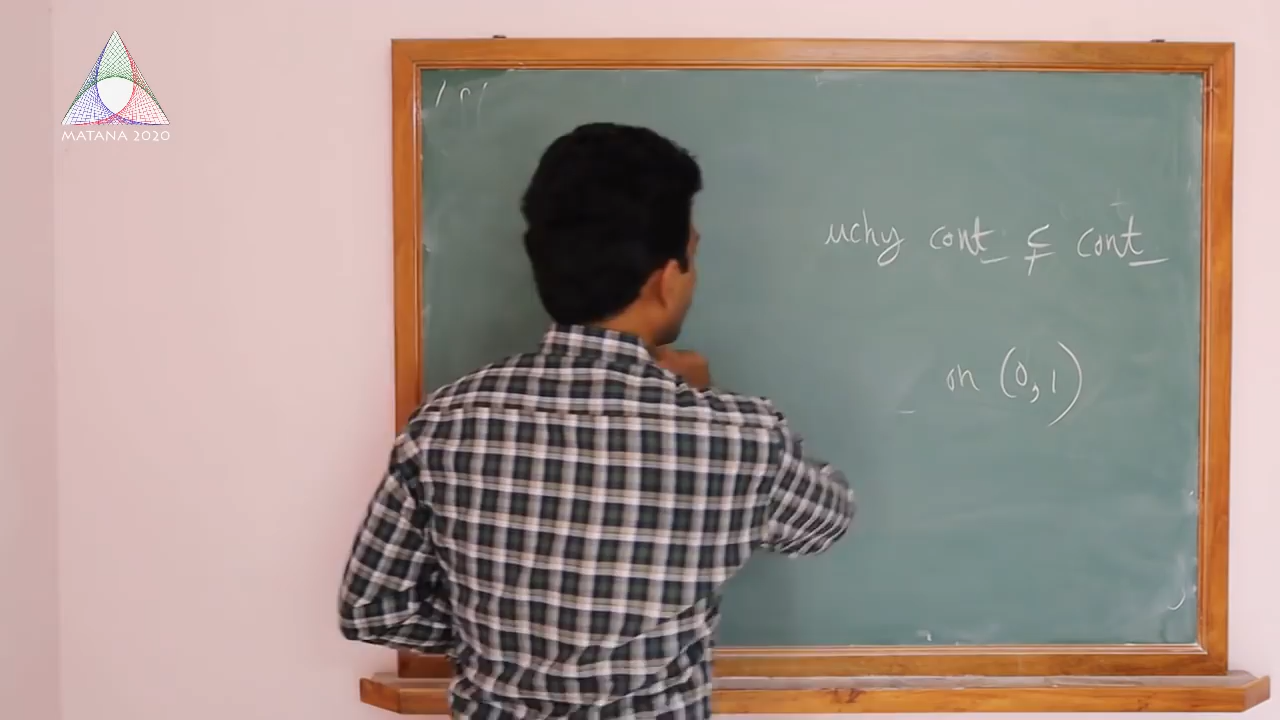 MATANA 2020
uchy cont ⊊ cont
on (0, 1)